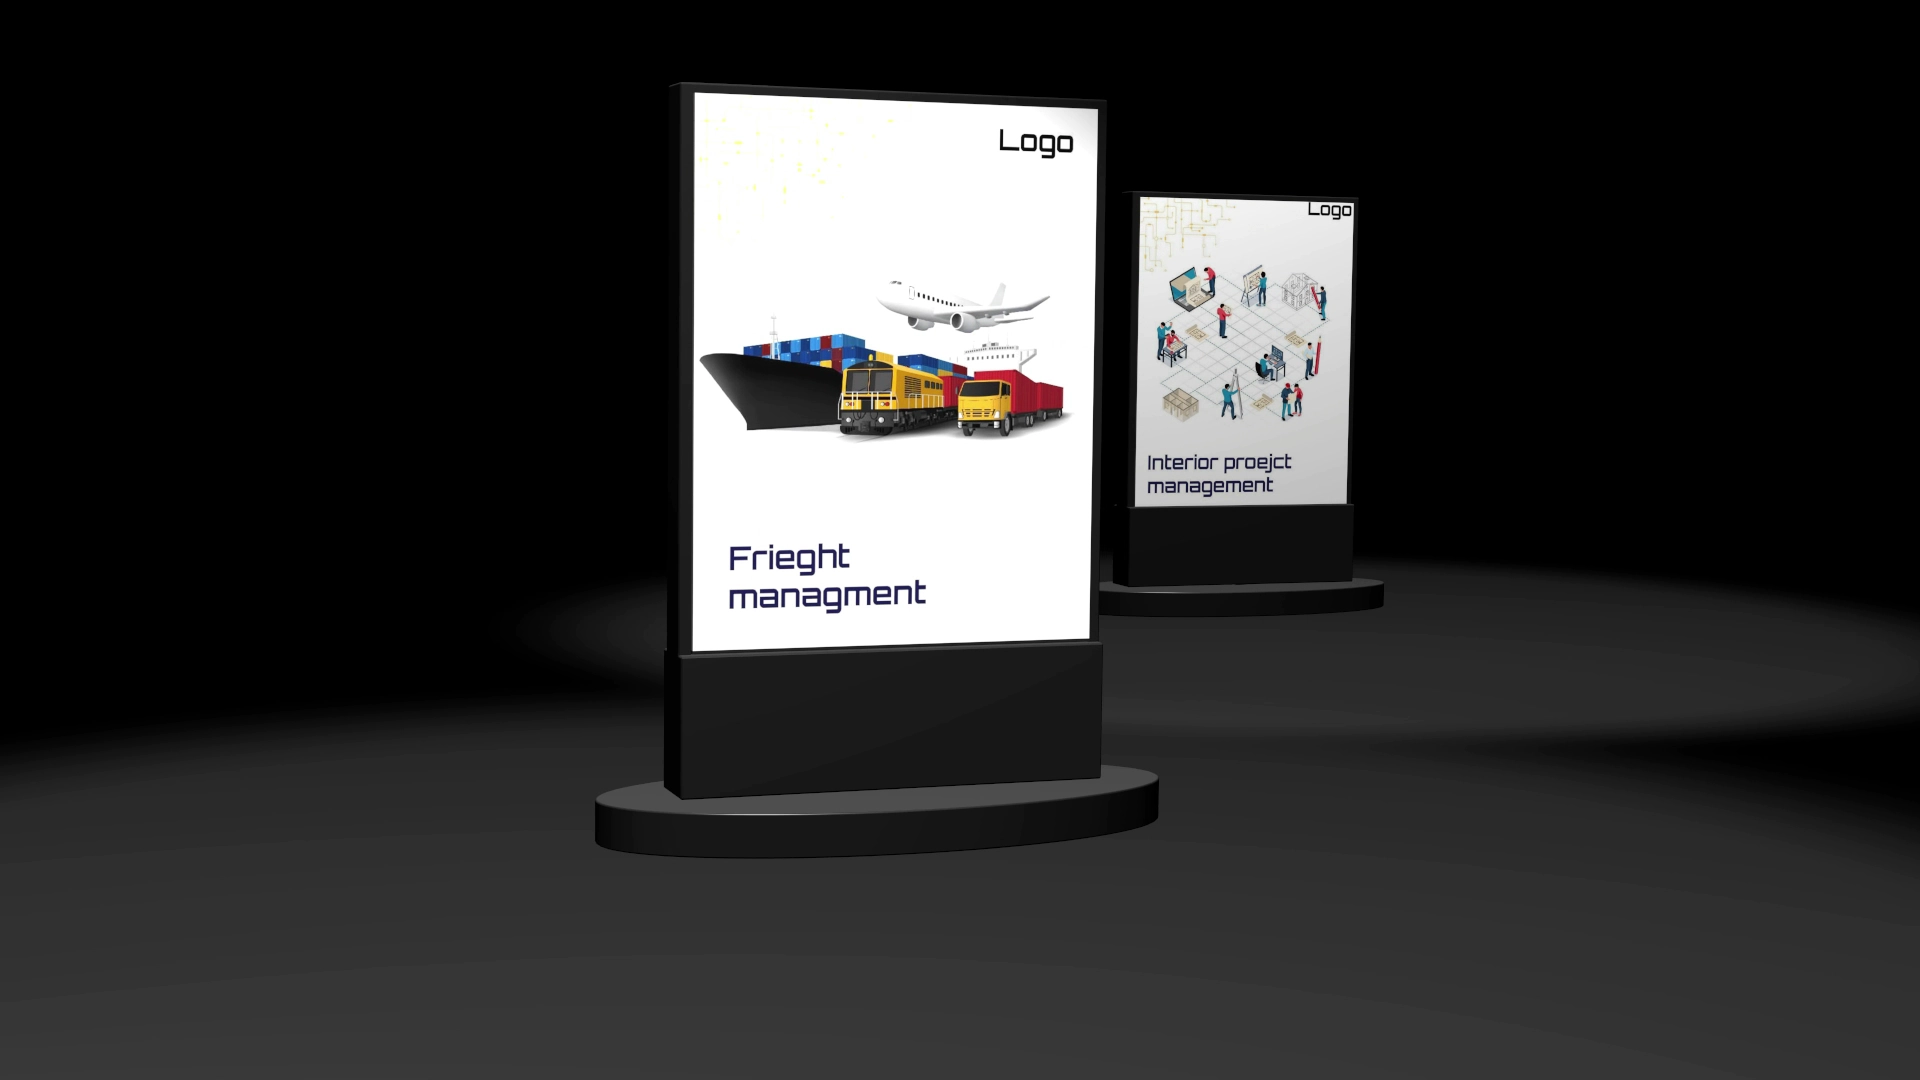 Logo
Frieght
managment
Logo
Interior proejct
management